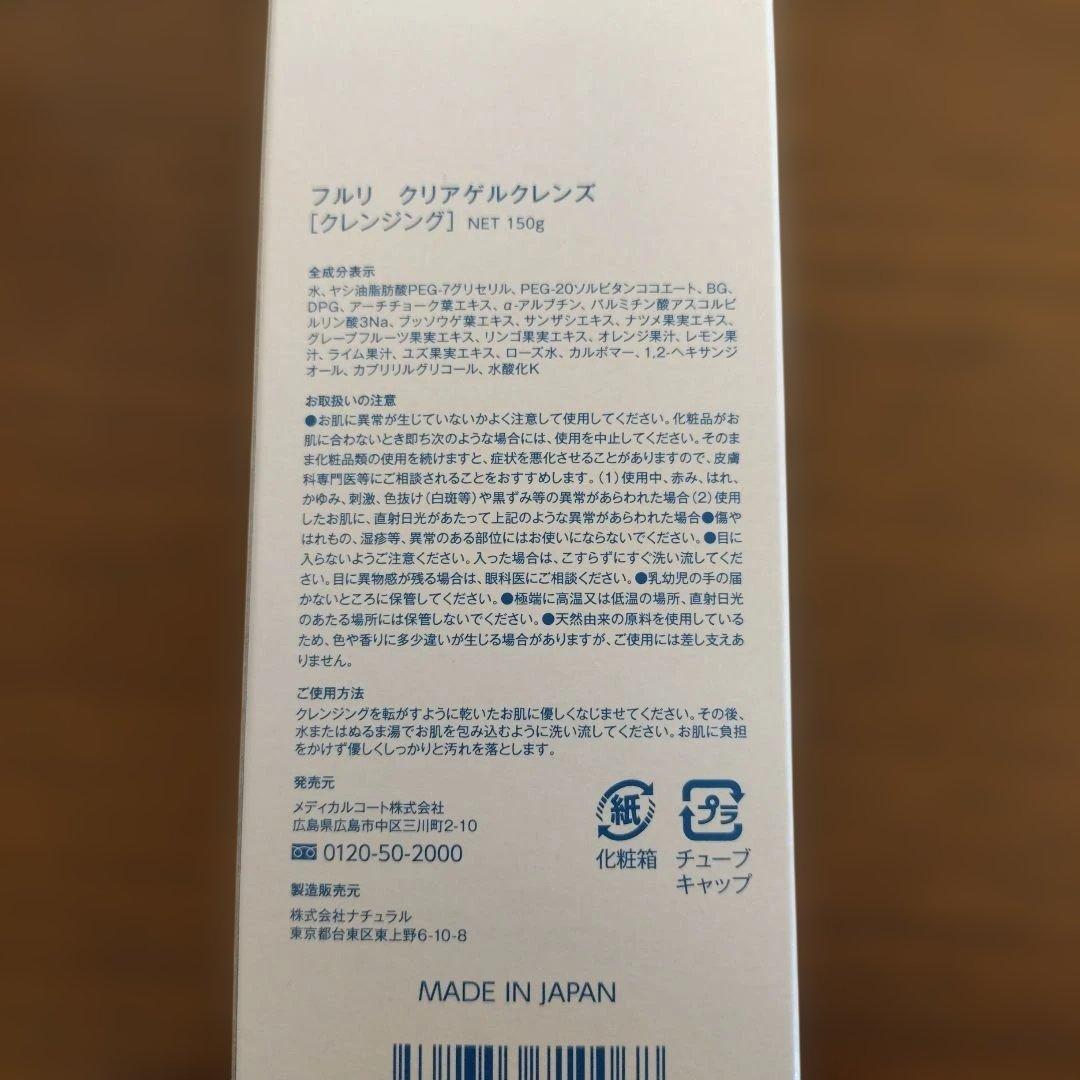 フルリ　クリアゲルクレンズ
［クレンジング］ NET 150g
全成分表示
水、ヤシ油脂肪酸PEG-7グリセリル、PEG-20ソルビタンココエート、BG、
DPG、アーチチョーク葉エキス、α-アルブチン、パルミチン酸アスコルビ
ルリン酸3Na、ブッソウゲ葉エキス、サンザシエキス、ナツメ果実エキス、
グレープフルーツ果実エキス、リンゴ果実エキス、オレンジ果汁、レモン果
汁、ライム果汁、ユズ果実エキス、ローズ水、カルボマー、1,2-ヘキサンジ
オール、カプリリルグリコール、水酸化K
お取扱いの注意
●お肌に異常が生じていないかよく注意して使用してください。化粧品がお
肌に合わないとき即ち次のような場合には、使用を中止してください。そのま
ま化粧品類の使用を続けますと、症状を悪化させることがありますので、皮膚
科専門医等にご相談されることをおすすめします。（1）使用中、赤み、はれ、
かゆみ、刺激、色抜け（白斑等）や黒ずみ等の異常があらわれた場合（2）使用
したお肌に、直射日光があたって上記のような異常があらわれた場合●傷や
はれもの、湿疹等、異常のある部位にはお使いにならないでください。●目に
入らないようご注意ください。入った場合は、こすらずにすぐ洗い流してくだ
さい。目に異物感が残る場合は、眼科医にご相談ください。●乳幼児の手の届
かないところに保管してください。●極端に高温又は低温の場所、直射日光
のあたる場所には保管しないでください。●天然由来の原料を使用している
ため、色や香りに多少違いが生じる場合がありますが、ご使用には差し支えあ
りません。
ご使用方法
クレンジングを転がすように乾いたお肌に優しくなじませてください。その後、
水またはぬるま湯でお肌を包み込むように洗い流してください。お肌に負担
をかけず優しくしっかりと汚れを落とします。
発売元
メディカルコート株式会社
広島県広島市中区三川町2-10
0120-50-2000
製造販売元
株式会社ナチュラル
東京都台東区東上野6-10-8
紙
化粧箱
プラ
チューブ
キャップ
MADE IN JAPAN